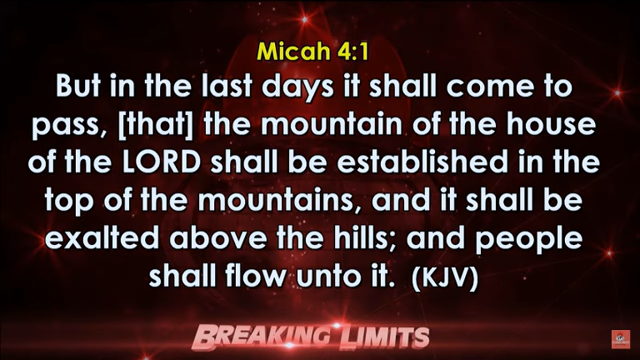 Micah 4:1
But in the last days it shall come to
pass, [that] the mountain of the house
of the LORD shall be established in the
top of the mountains, and it shall be
exalted above the hills; and people
shall flow unto it. (KJV)
BREAKING LIMITS